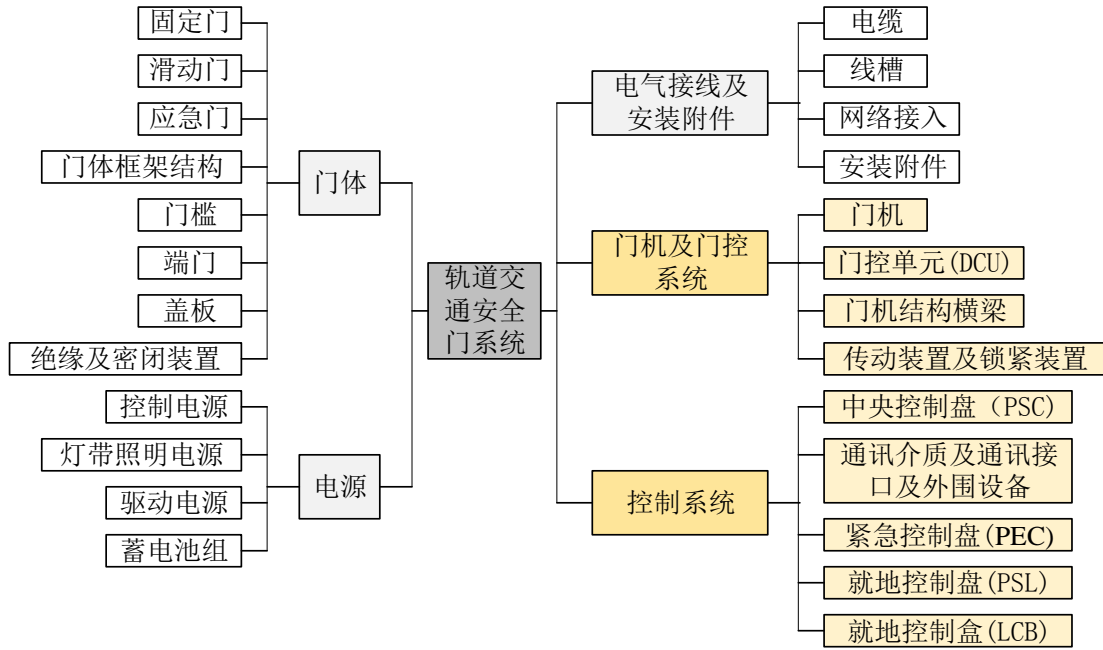 固定门
滑动门
应急门
门体框架结构
门槛
端门
盖板
绝缘及密闭装置
门体
控制电源
灯带照明电源
驱动电源
蓄电池组
电源
轨道交
通安全
门系统
电气接线及
安装附件
电缆
线槽
网络接入
安装附件
门机及门控
系统
门机
门控单元(DCU)
门机结构横梁
传动装置及锁紧装置
控制系统
中央控制盘（PSC)
通讯介质及通讯接
口及外围设备
紧急控制盘(PEC)
就地控制盘(PSL)
就地控制盒(LCB)